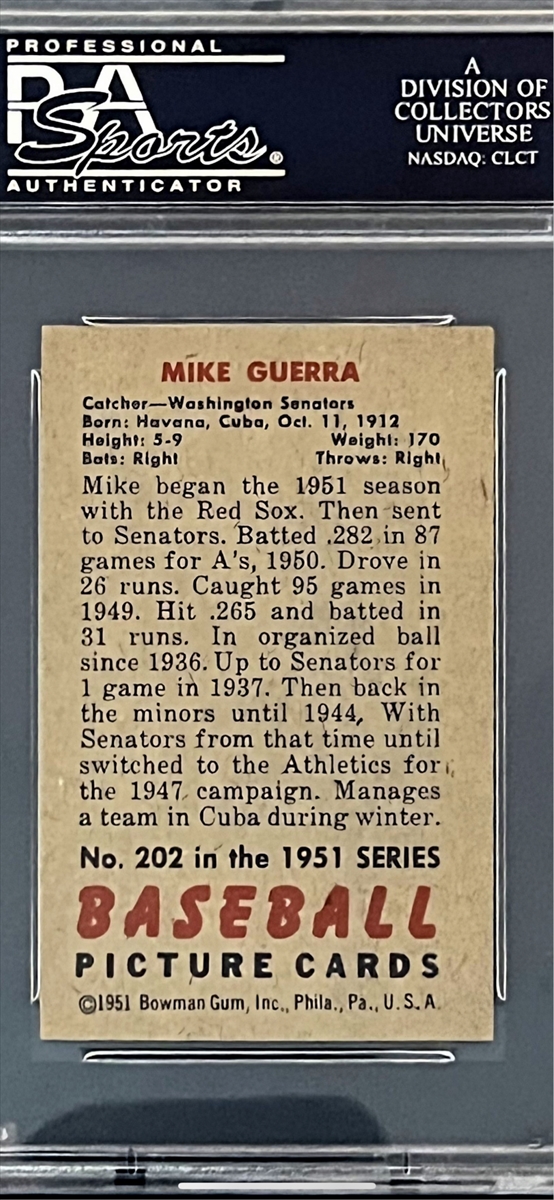 PROFESSIONAL
PSA
Sports®
AUTHENTICATOR
A
DIVISION OF
COLLECTORS
UNIVERSE
NASDAQ: CLCT
MIKE GUERRA
Catcher—Washington Senators
Born: Havana, Cuba, Oct. 11, 1912
Height: 5-9 Weight: 170
Bats: Right Throws: Right
Mike began the 1951 season
with the Red Sox. Then sent
to Senators. Batted .282 in 87
games for A's, 1950. Drove in
26 runs. Caught 95 games in
1949. Hit .265 and batted in
31 runs. In organized ball
since 1936. Up to Senators for
1 game in 1937. Then back in
the minors until 1944. With
Senators from that time until
switched to the Athletics for
the 1947 campaign. Manages
a team in Cuba during winter.
No. 202 in the 1951 SERIES
BASEBALL
PICTURE CARDS
©1951 Bowman Gum, Inc., Phila., Pa., U.S.A.